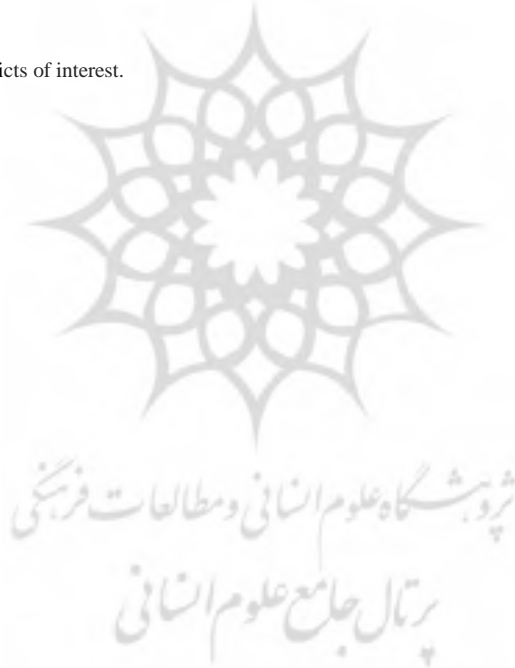 icts of interest.
پژوهشگاه علوم انسانی و مطالعات فرهنگی
پرتال جامع علوم انسانی